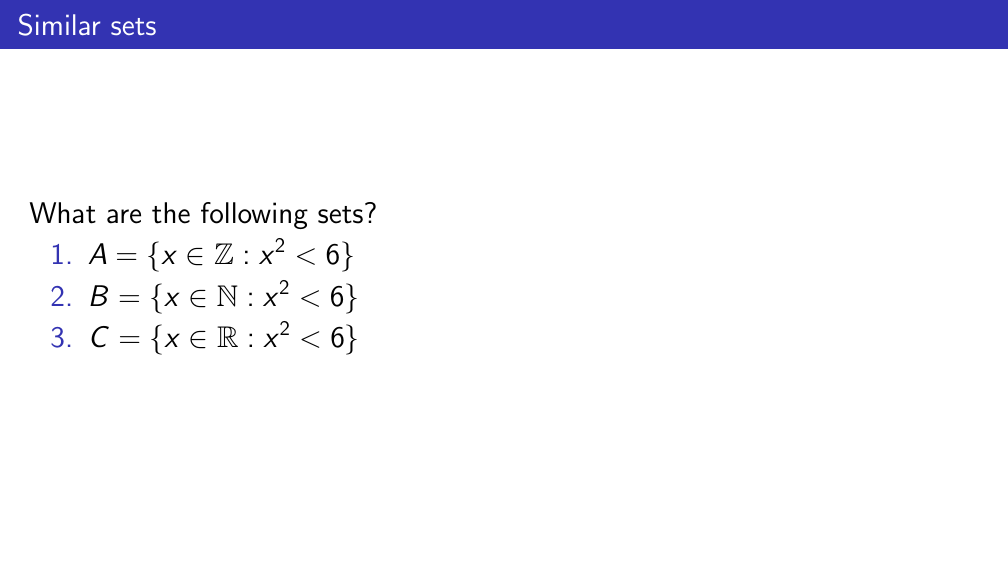 Similar sets
What are the following sets?
1. A = {x ∈ ℤ : x² < 6}
2. B = {x ∈ ℕ : x² < 6}
3. C = {x ∈ ℝ : x² < 6}